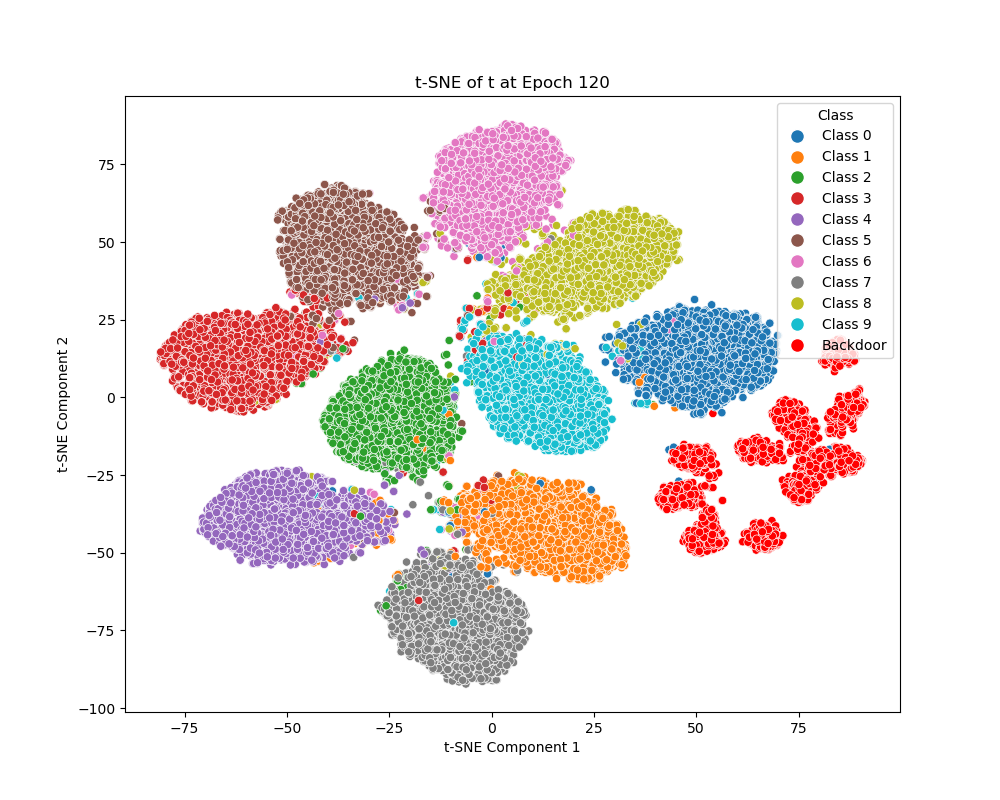 t-SNE of t at Epoch 120
Class
Class 0
Class 1
Class 2
Class 3
Class 4
Class 5
Class 6
Class 7
Class 8
Class 9
Backdoor
75
50
25
0
−25
−50
−75
−100
t-SNE Component 2
−75 −50 −25 0 25 50 75
t-SNE Component 1